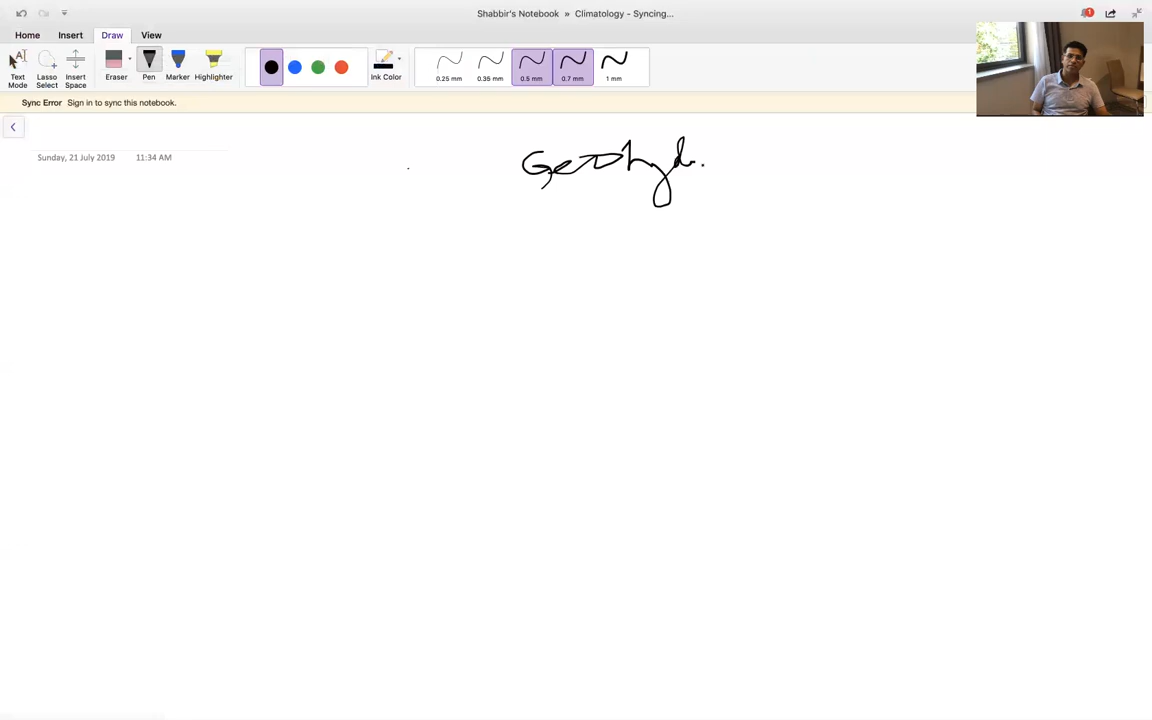 Shabbir's Notebook » Climatology - Syncing...
1
Home Insert Draw View
Text Mode
Lasso Select
Insert Space
Eraser
Pen
Marker
Highlighter
Ink Color
0.25 mm
0.35 mm
0.5 mm
0.7 mm
1 mm
Sync Error Sign in to sync this notebook.
Sunday, 21 July 2019 11:34 AM